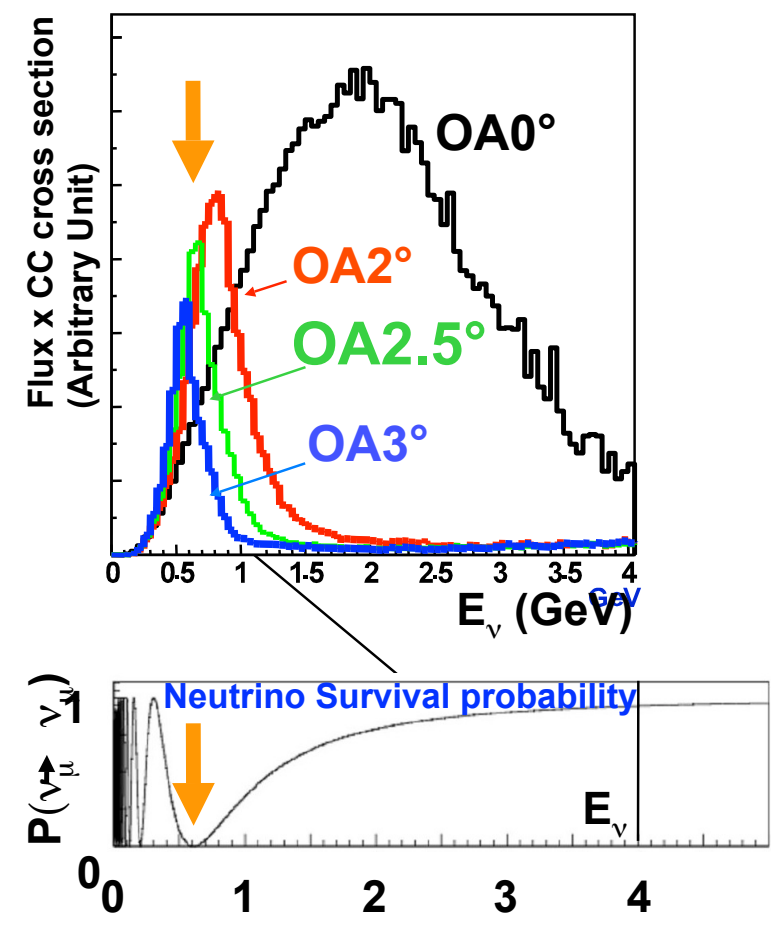 Flux x CC cross section
(Arbitrary Unit)
OA0°
OA2°
OA2.5°
OA3°
0 0.5 1 1.5 2 2.5 3 3.5 4
GeV
E_ν (GeV)
Neutrino Survival probability
P(ν_μ→ ν_μ)
1
E_ν
0
0 1 2 3 4